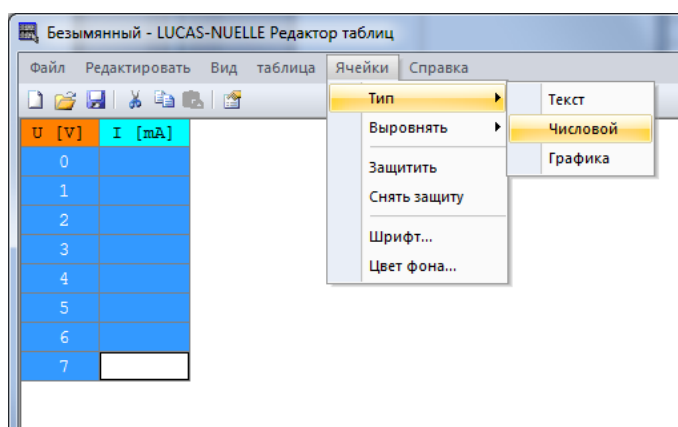 Безымянный - LUCAS-NUELLE Редактор таблиц
Файл Редактировать Вид таблица Ячейки Справка
Тип
Выровнять
Защитить
Снять защиту
Шрифт...
Цвет фона...
Текст
Числовой
Графика
U [V] I [mA]
0
1
2
3
4
5
6
7